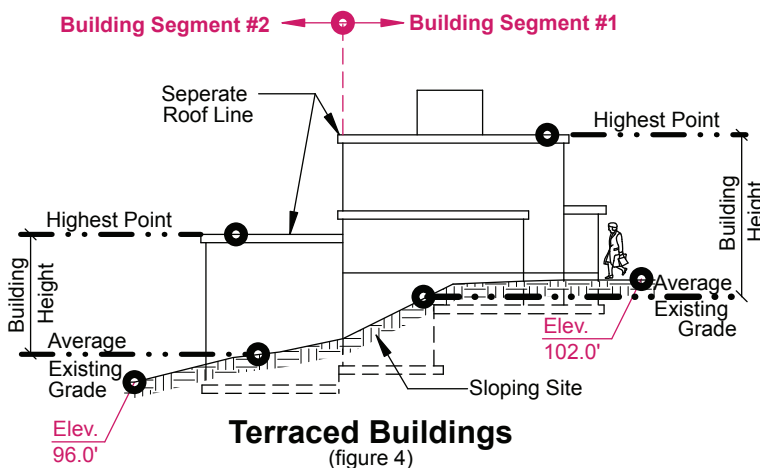 Building Segment #2
Building Segment #1
Seperate
Roof Line
Highest Point
Highest Point
Building
Height
Building
Height
Average
Existing
Grade
Average
Existing
Grade
Elev.
102.0'
Sloping Site
Elev.
96.0'
Terraced Buildings
(figure 4)